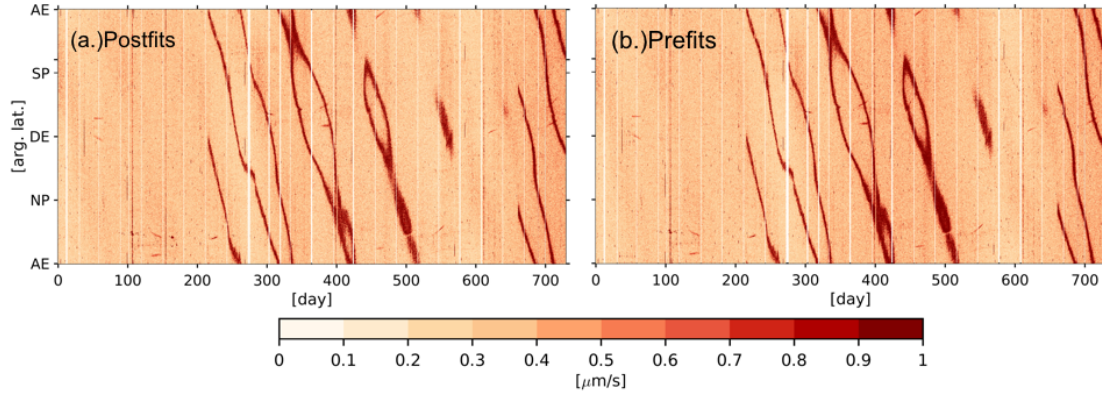 AE
SP
DE
NP
AE
[arg. lat.]
(a.)Postfits
0 100 200 300 400 500 600 700
[day]
(b.)Prefits
0 100 200 300 400 500 600 700
[day]
0 0.1 0.2 0.3 0.4 0.5 0.6 0.7 0.8 0.9 1
[μm/s]